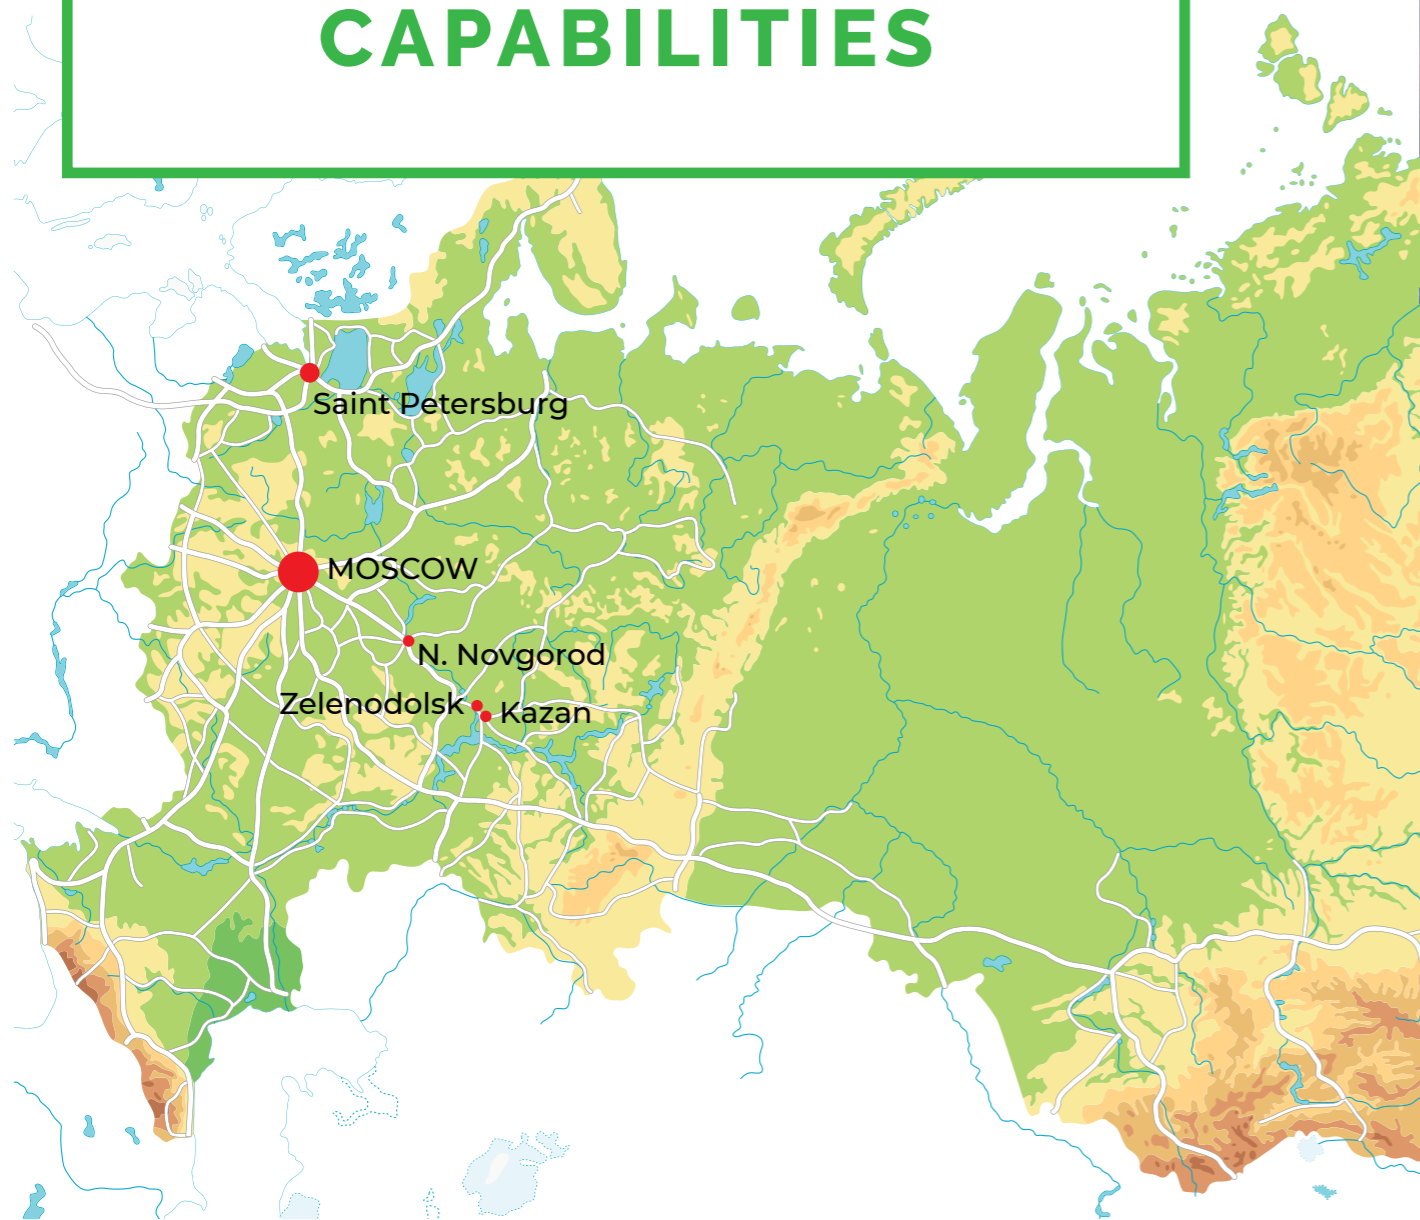 CAPABILITIES
Saint Petersburg
MOSCOW
N. Novgorod
Zelenodolsk
Kazan